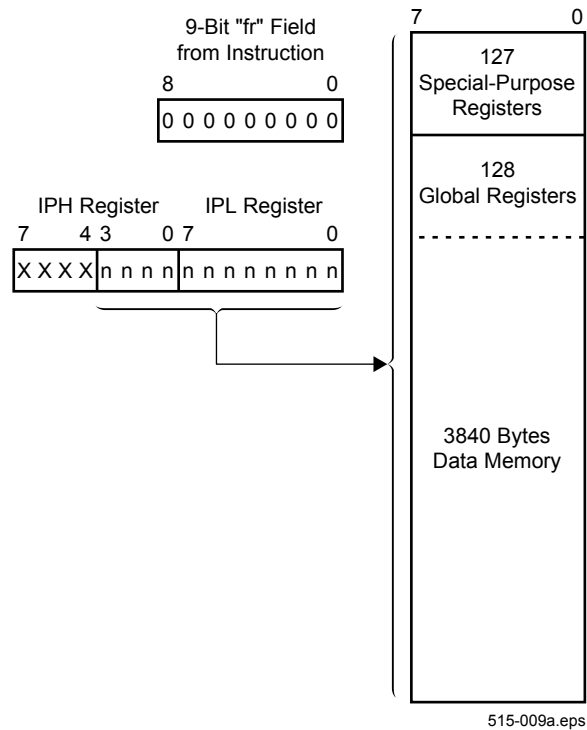 9-Bit "fr" Field
from Instruction
8 0
0 0 0 0 0 0 0 0 0
IPH Register IPL Register
7 4 3 0 7 0
X X X X n n n n n n n n n n n n
7 0
127
Special-Purpose
Registers
128
Global Registers
3840 Bytes
Data Memory
515-009a.eps